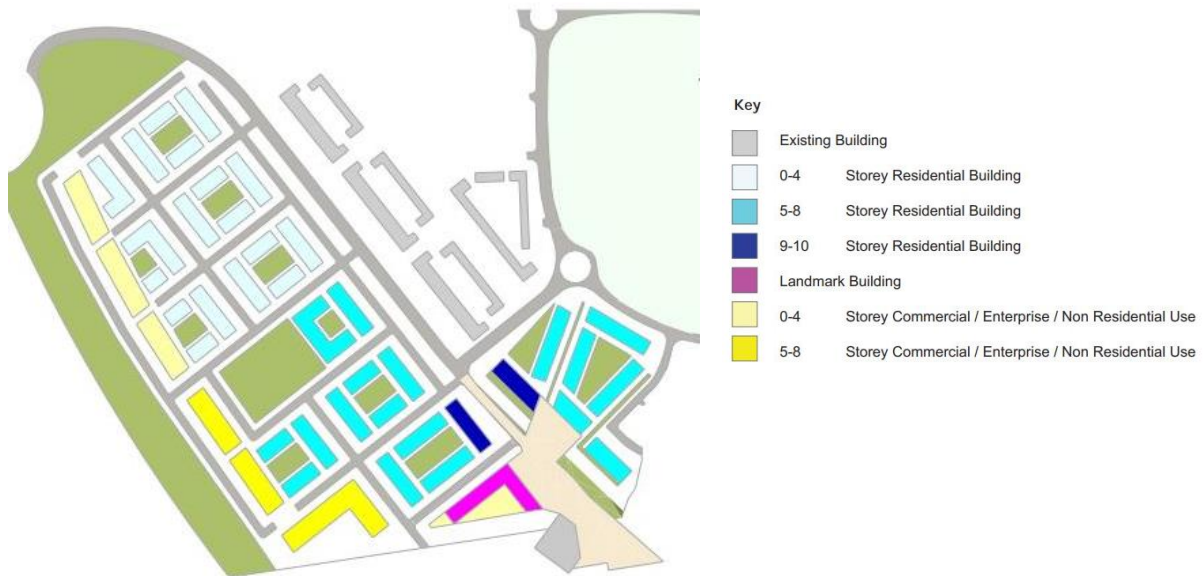 Key
Existing Building
0-4 Storey Residential Building
5-8 Storey Residential Building
9-10 Storey Residential Building
Landmark Building
0-4 Storey Commercial / Enterprise / Non Residential Use
5-8 Storey Commercial / Enterprise / Non Residential Use